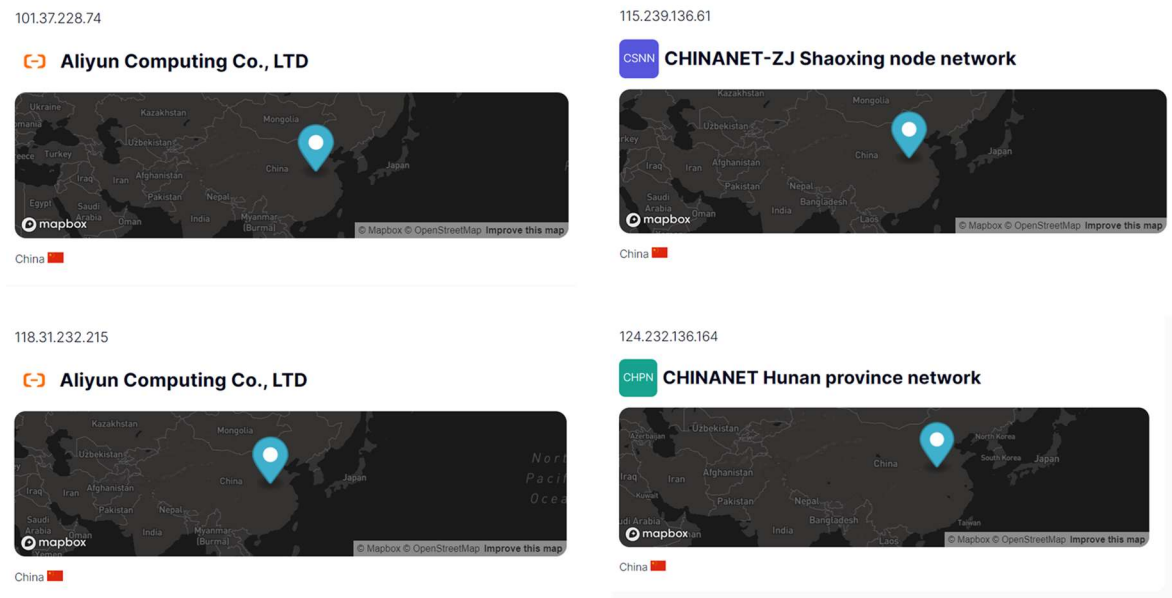 101.37.228.74
Aliyun Computing Co., LTD
Ukraine
Kazakhstan
Mongolia
Uzbekistan
Turkey
China
Japan
Iraq
Iran
Afghanistan
Pakistan
Nepal
Egypt
Saudi
Arabia
Oman
India
Myanmar
(Burma)
mapbox
© Mapbox © OpenStreetMap Improve this map
China
115.239.136.61
CSNN CHINANET-ZJ Shaoxing node network
Kazakhstan
Mongolia
Uzbekistan
China
Japan
Iraq
Iran
Afghanistan
Pakistan
Nepal
Saudi
Arabia
Oman
India
Bangladesh
Laos
mapbox
© Mapbox © OpenStreetMap Improve this map
China
118.31.232.215
Aliyun Computing Co., LTD
Kazakhstan
Mongolia
Uzbekistan
China
Japan
Iraq
Iran
Afghanistan
Pakistan
Nepal
Saudi
Arabia
Oman
India
Myanmar
(Burma)
Yemen
mapbox
© Mapbox © OpenStreetMap Improve this map
China
124.232.136.164
CHPN CHINANET Hunan province network
Azerbaijan
Uzbekistan
North Korea
South Korea
Japan
China
Iran
Afghanistan
Kuwait
Pakistan
Nepal
Bangladesh
India
Taiwan
Laos
mapbox
© Mapbox © OpenStreetMap Improve this map
China